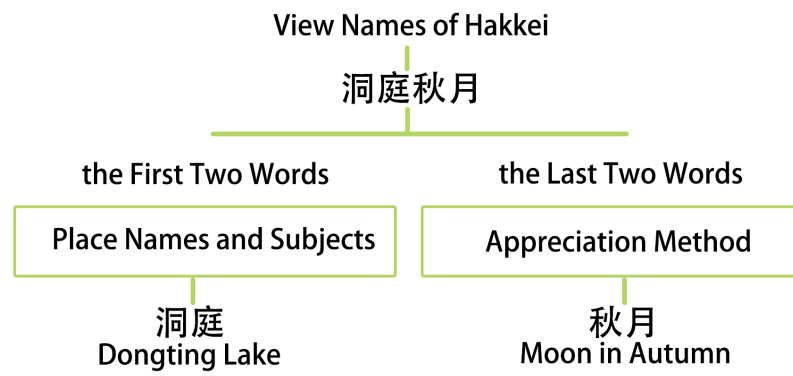 View Names of Hakkei
洞庭秋月
the First Two Words
the Last Two Words
Place Names and Subjects
Appreciation Method
洞庭
秋月
Dongting Lake
Moon in Autumn